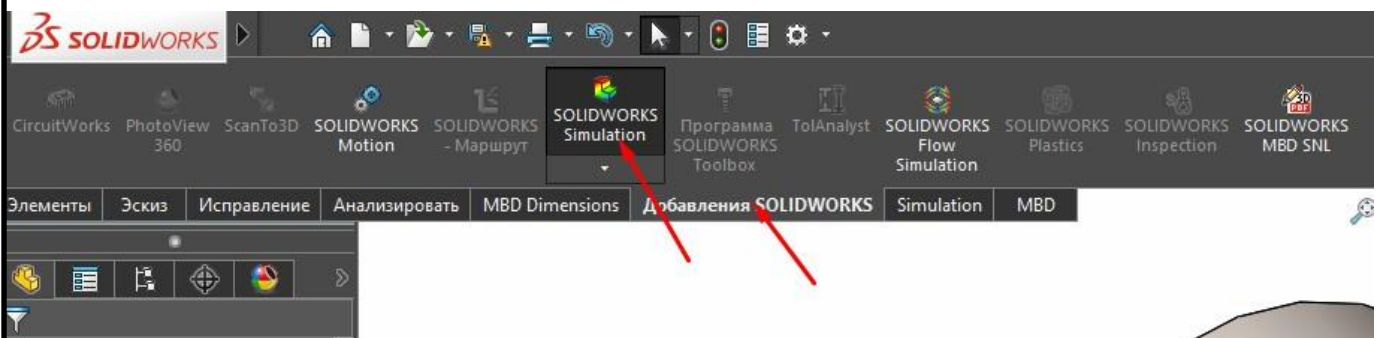 SOLIDWORKS
CircuitWorks
PhotoView
360
ScanTo3D
SOLIDWORKS
Motion
SOLIDWORKS
- Маршрут
SOLIDWORKS
Simulation
Программа
SOLIDWORKS
Toolbox
TolAnalyst
SOLIDWORKS
Flow
Simulation
SOLIDWORKS
Plastics
SOLIDWORKS
Inspection
SOLIDWORKS
MBD SNL
Элементы
Эскиз
Исправление
Анализировать
MBD Dimensions
Добавления SOLIDWORKS
Simulation
MBD